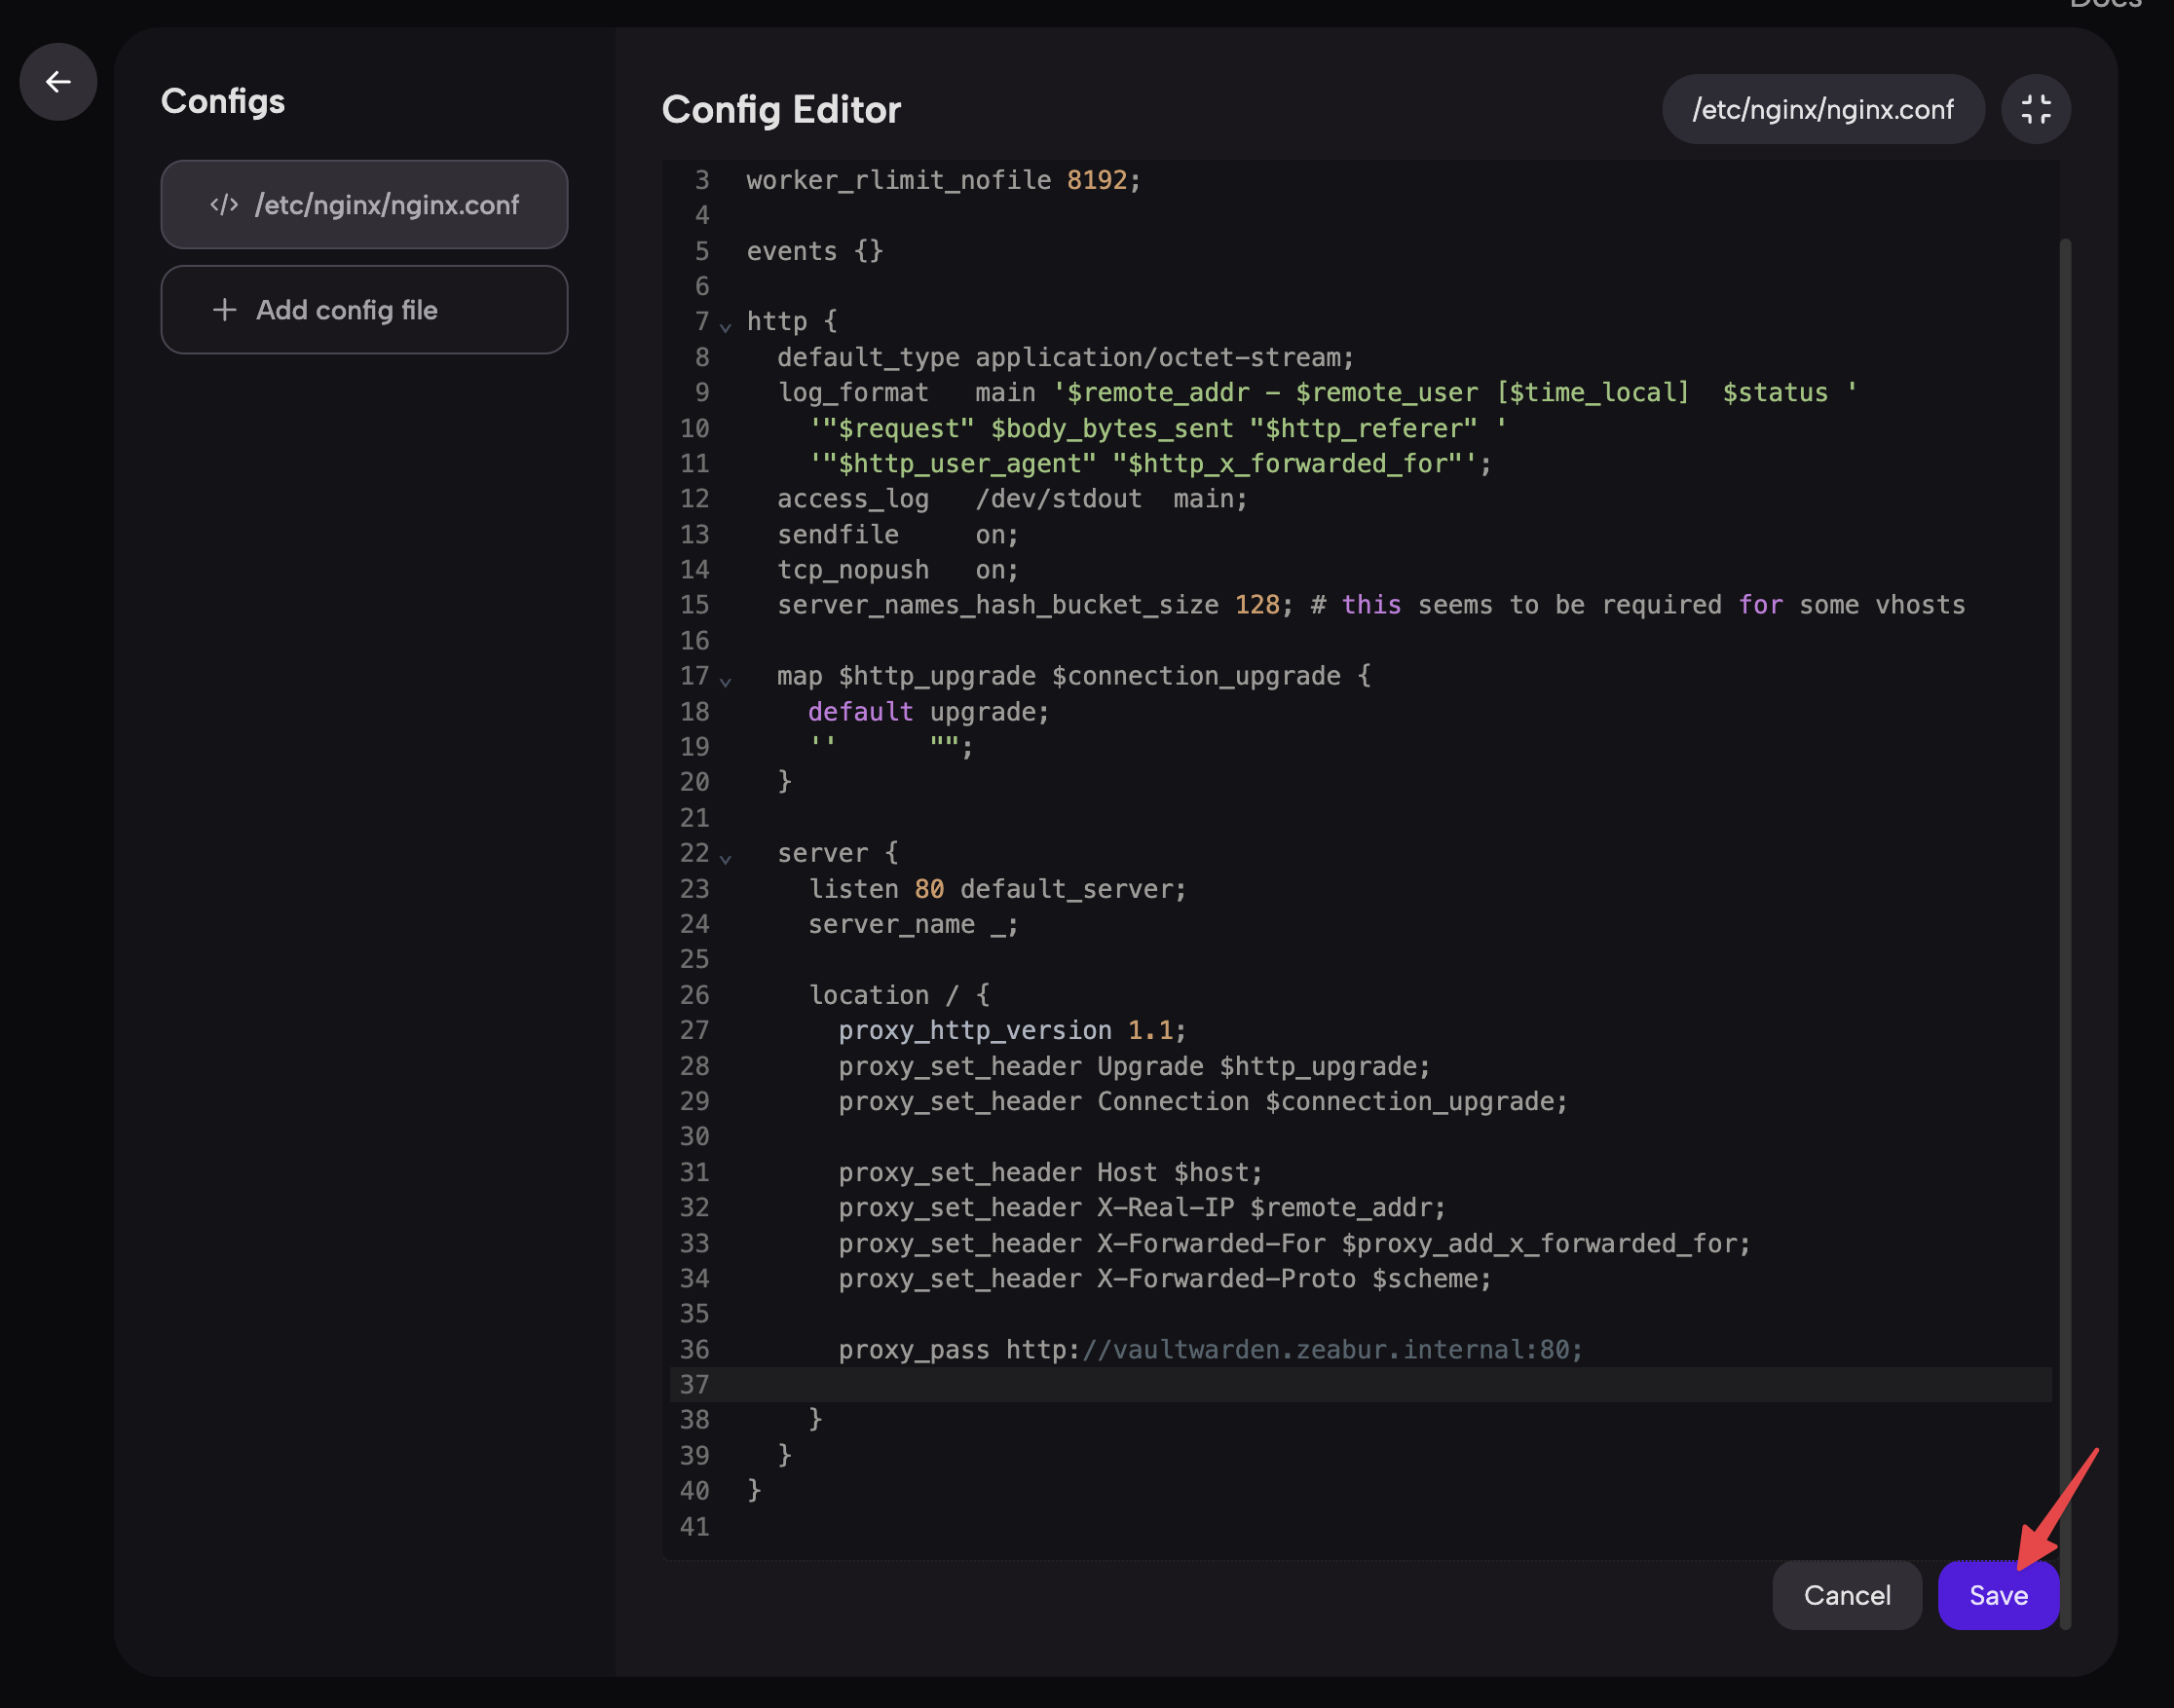 Docs
Configs
</> /etc/nginx/nginx.conf
+ Add config file
Config Editor
/etc/nginx/nginx.conf
3 worker_rlimit_nofile 8192;
4
5 events {}
6
7 http {
8   default_type application/octet-stream;
9   log_format   main '$remote_addr - $remote_user [$time_local]  $status '
10     '"$request" $body_bytes_sent "$http_referer" '
11     '"$http_user_agent" "$http_x_forwarded_for"';
12   access_log   /dev/stdout  main;
13   sendfile     on;
14   tcp_nopush   on;
15   server_names_hash_bucket_size 128; # this seems to be required for some vhosts
16
17   map $http_upgrade $connection_upgrade {
18     default upgrade;
19     ''      "";
20   }
21
22   server {
23     listen 80 default_server;
24     server_name _;
25
26     location / {
27       proxy_http_version 1.1;
28       proxy_set_header Upgrade $http_upgrade;
29       proxy_set_header Connection $connection_upgrade;
30
31       proxy_set_header Host $host;
32       proxy_set_header X-Real-IP $remote_addr;
33       proxy_set_header X-Forwarded-For $proxy_add_x_forwarded_for;
34       proxy_set_header X-Forwarded-Proto $scheme;
35
36       proxy_pass http://vaultwarden.zeabur.internal:80;
37
38     }
39   }
40 }
41
Cancel
Save